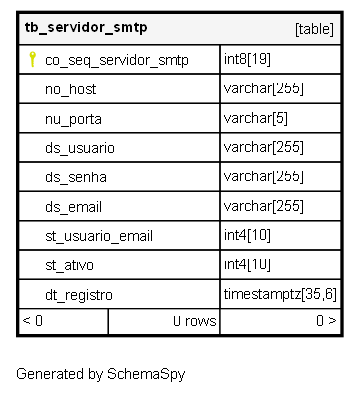 tb_servidor_smtp [table]
co_seq_servidor_smtp int8[19]
no_host varchar[255]
nu_porta varchar[5]
ds_usuario varchar[255]
ds_senha varchar[255]
ds_email varchar[255]
st_usuario_email int4[10]
st_ativo int4[10]
dt_registro timestamptz[35,6]
< 0 0 rows 0 >
Generated by SchemaSpy